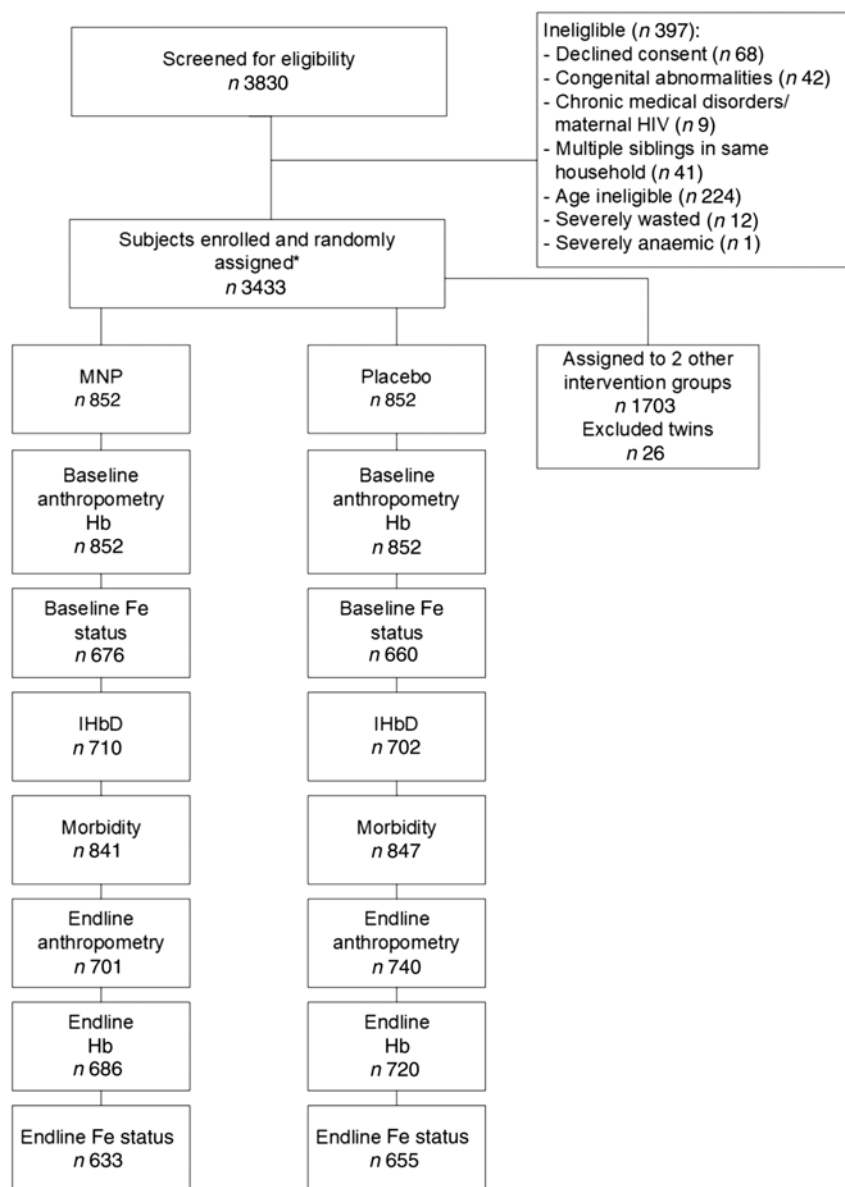 Screened for eligibility
n 3830
Ineligible (n 397):
- Declined consent (n 68)
- Congenital abnormalities (n 42)
- Chronic medical disorders/
maternal HIV (n 9)
- Multiple siblings in same
household (n 41)
- Age ineligible (n 224)
- Severely wasted (n 12)
- Severely anaemic (n 1)
Subjects enrolled and randomly
assigned*
n 3433
MNP
n 852
Placebo
n 852
Assigned to 2 other
intervention groups
n 1703
Excluded twins
n 26
Baseline
anthropometry
Hb
n 852
Baseline
anthropometry
Hb
n 852
Baseline Fe
status
n 676
Baseline Fe
status
n 660
IHbD
n 710
IHbD
n 702
Morbidity
n 841
Morbidity
n 847
Endline
anthropometry
n 701
Endline
anthropometry
n 740
Endline
Hb
n 686
Endline
Hb
n 720
Endline Fe status
n 633
Endline Fe status
n 655